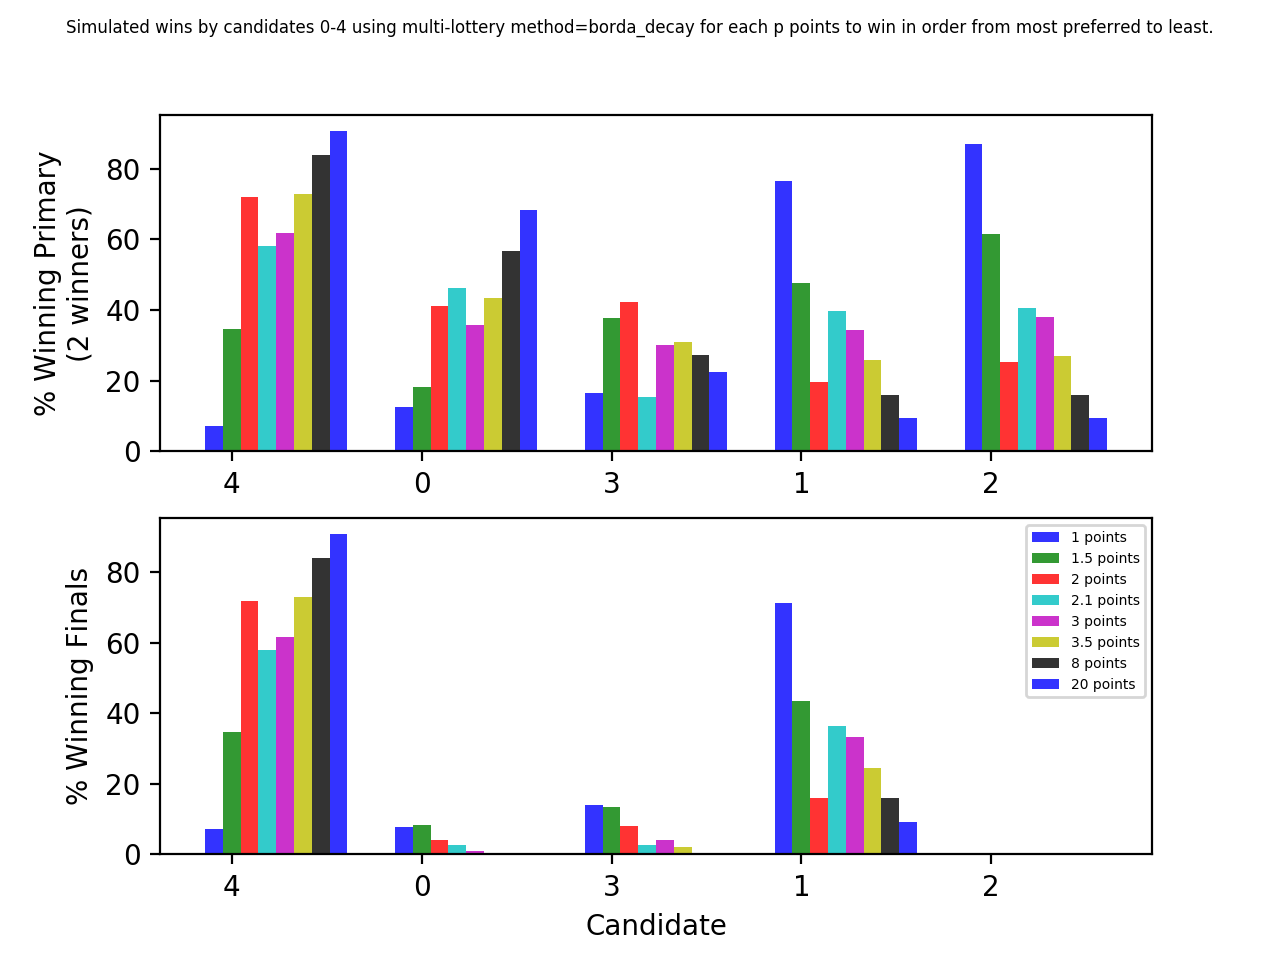 Simulated wins by candidates 0-4 using multi-lottery method=borda_decay for each p points to win in order from most preferred to least.
% Winning Primary
(2 winners)
80
60
40
20
0
4 0 3 1 2
% Winning Finals
80
60
40
20
0
1 points
1.5 points
2 points
2.1 points
3 points
3.5 points
8 points
20 points
4 0 3 1 2
Candidate